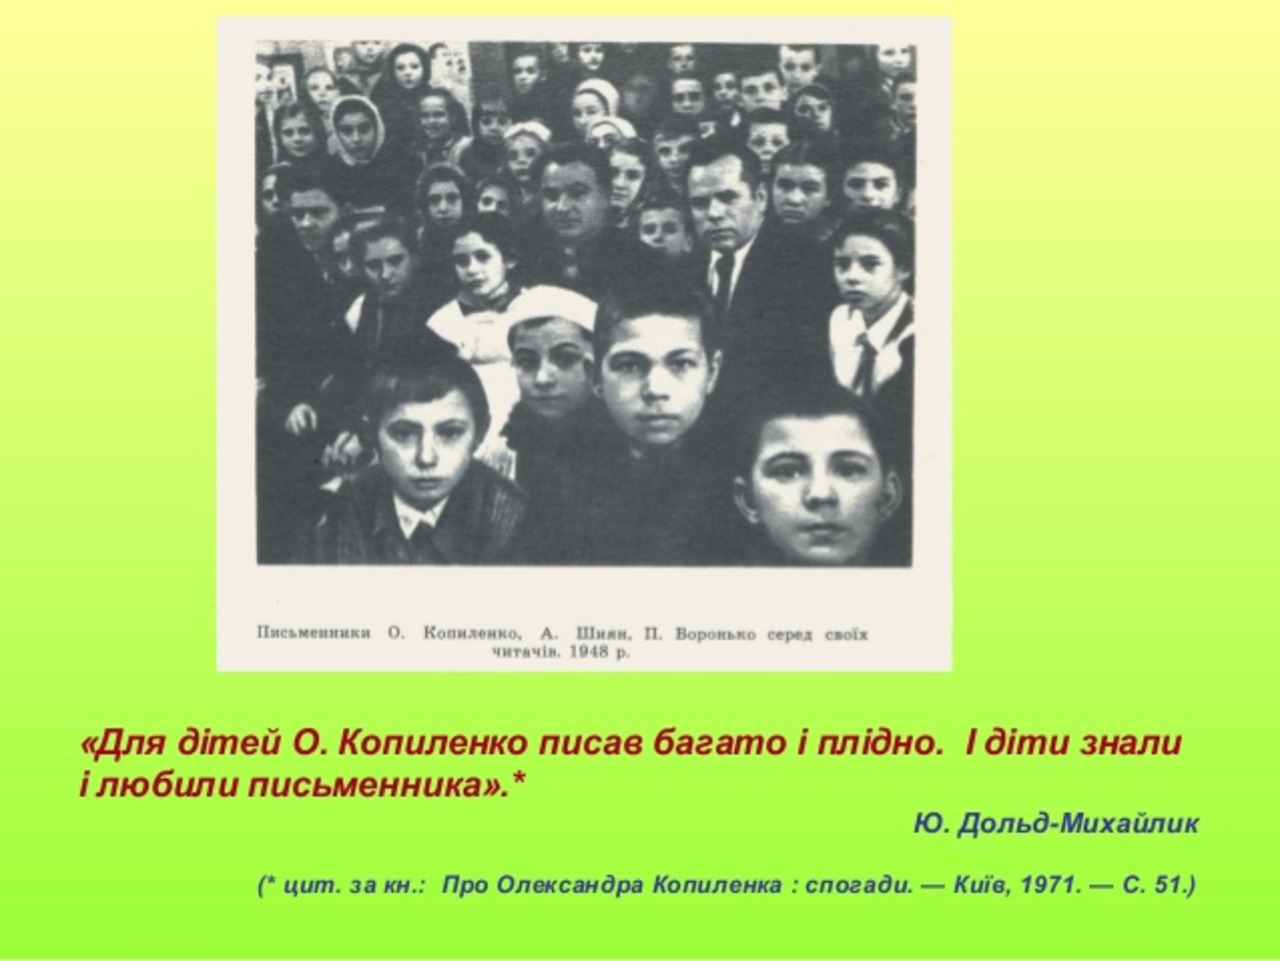 Письменники О. Копиленко, А. Шиян, П. Воронько серед своїх
читачів. 1948 р.
«Для дітей О. Копиленко писав багато і плідно. І діти знали
і любили письменника».*
Ю. Дольд-Михайлик
(* цит. за кн.: Про Олександра Копиленка : спогади. — Київ, 1971. — С. 51.)